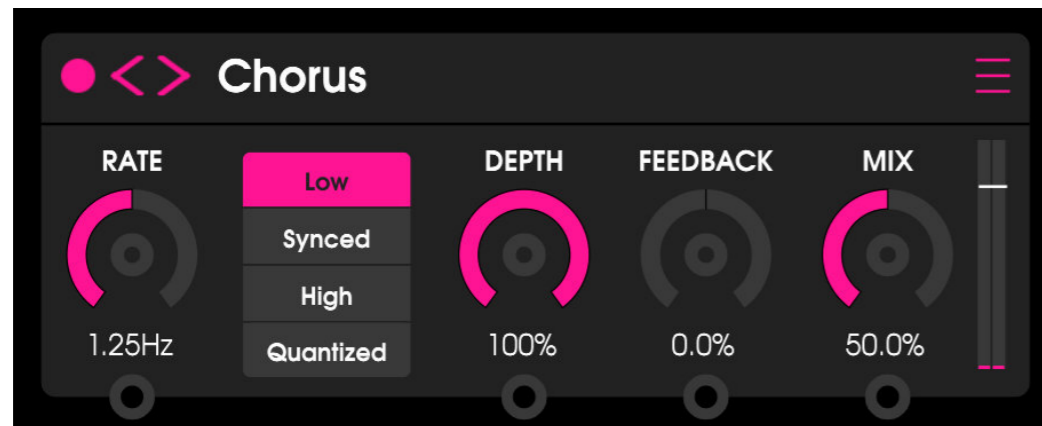 Chorus
RATE
1.25Hz
Low
Synced
High
Quantized
DEPTH
100%
FEEDBACK
0.0%
MIX
50.0%